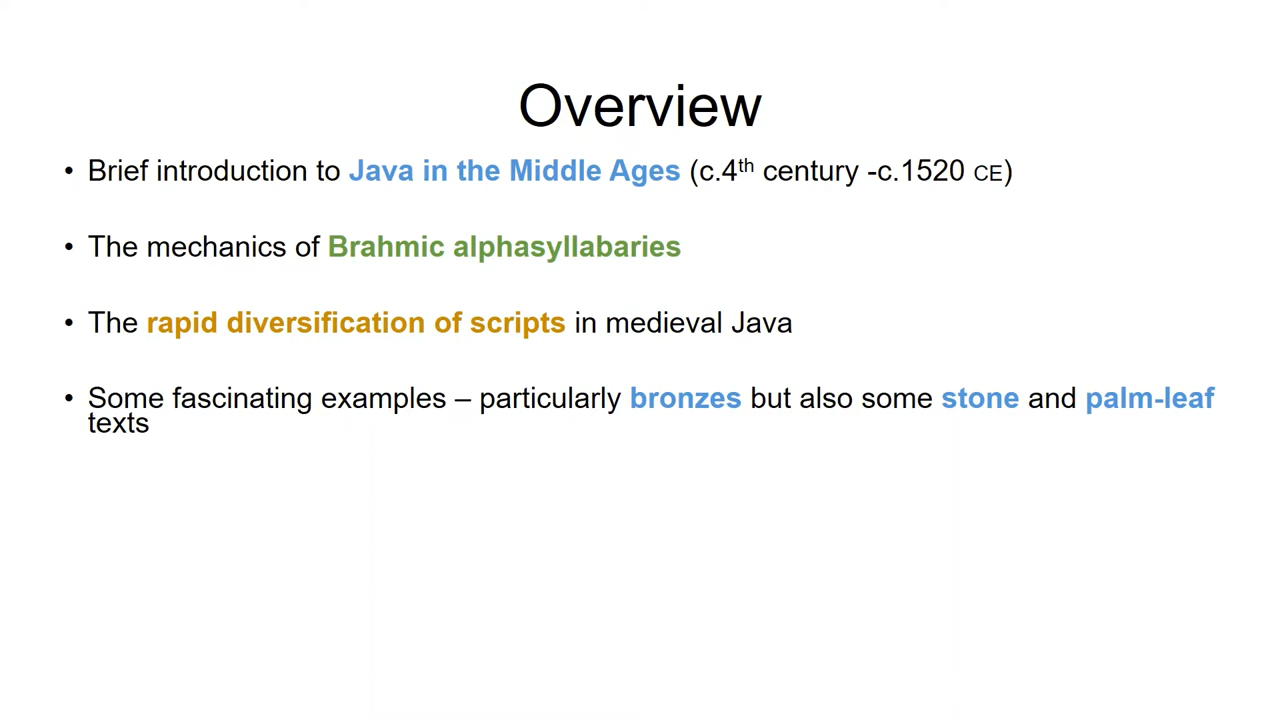 Overview
• Brief introduction to Java in the Middle Ages (c.4th century -c.1520 CE)
• The mechanics of Brahmic alphasyllabaries
• The rapid diversification of scripts in medieval Java
• Some fascinating examples – particularly bronzes but also some stone and palm-leaf
texts